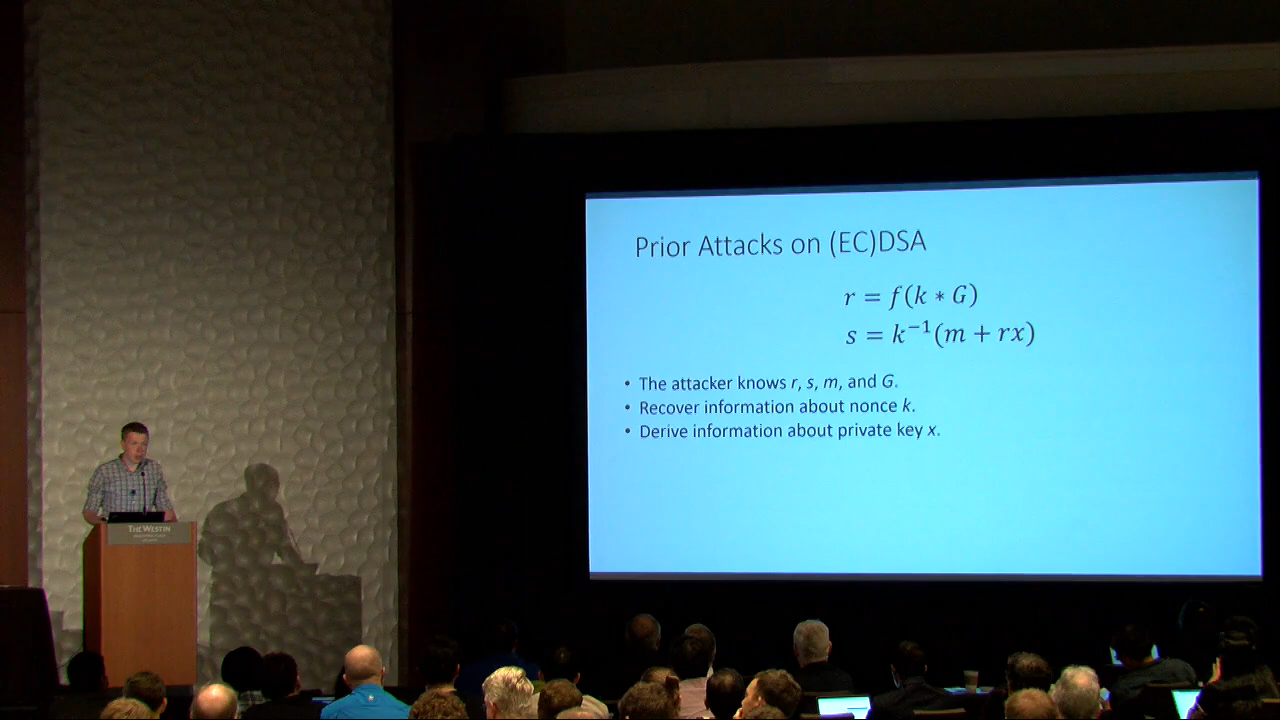 Prior Attacks on (EC)DSA
r = f(k ∗ G)
s = k⁻¹(m + rx)
• The attacker knows r, s, m, and G.
• Recover information about nonce k.
• Derive information about private key x.
THE WESTIN